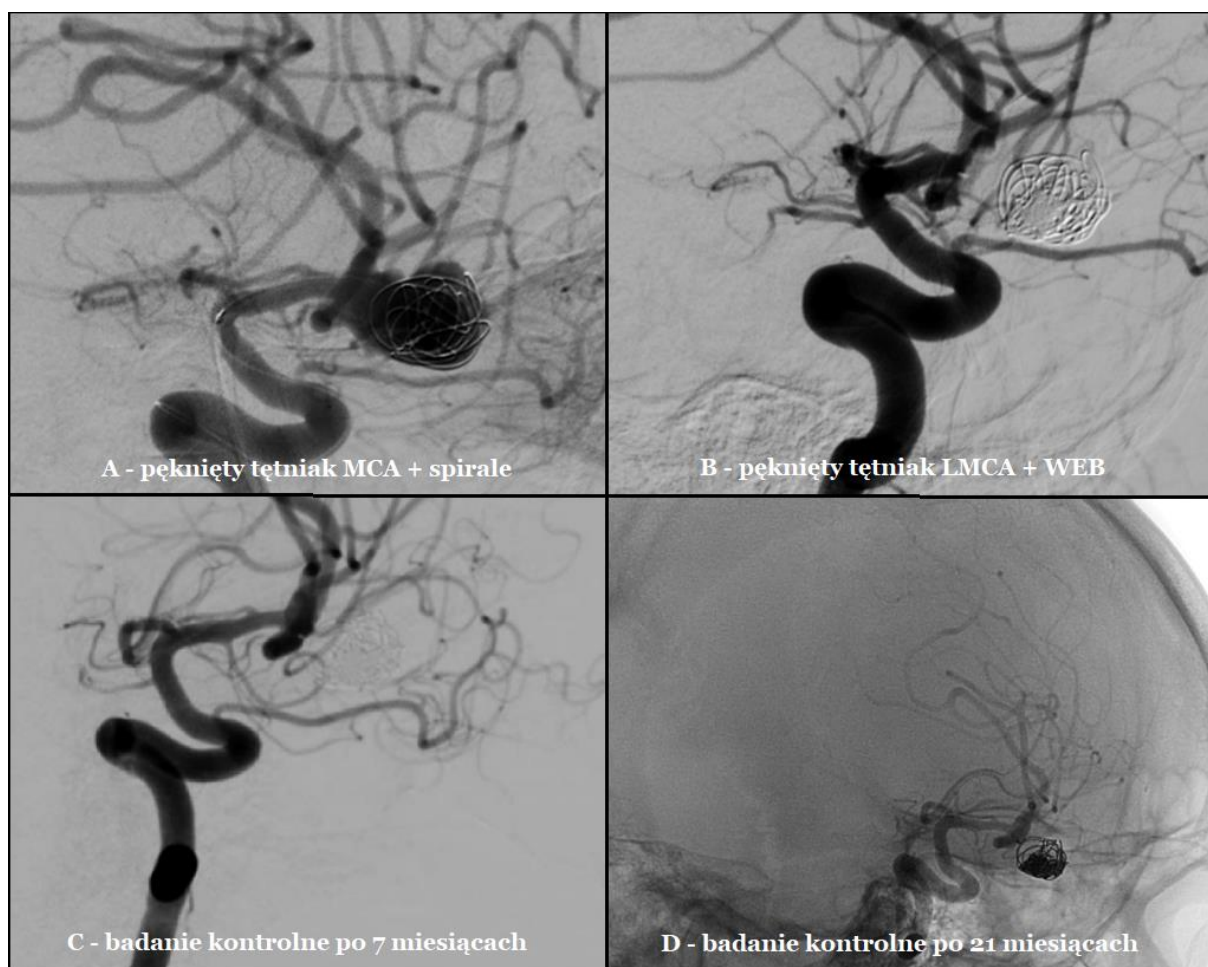 A - pęknięty tętniak MCA + spirale
B - pęknięty tętniak LMCA + WEB
C - badanie kontrolne po 7 miesiącach
D - badanie kontrolne po 21 miesiącach